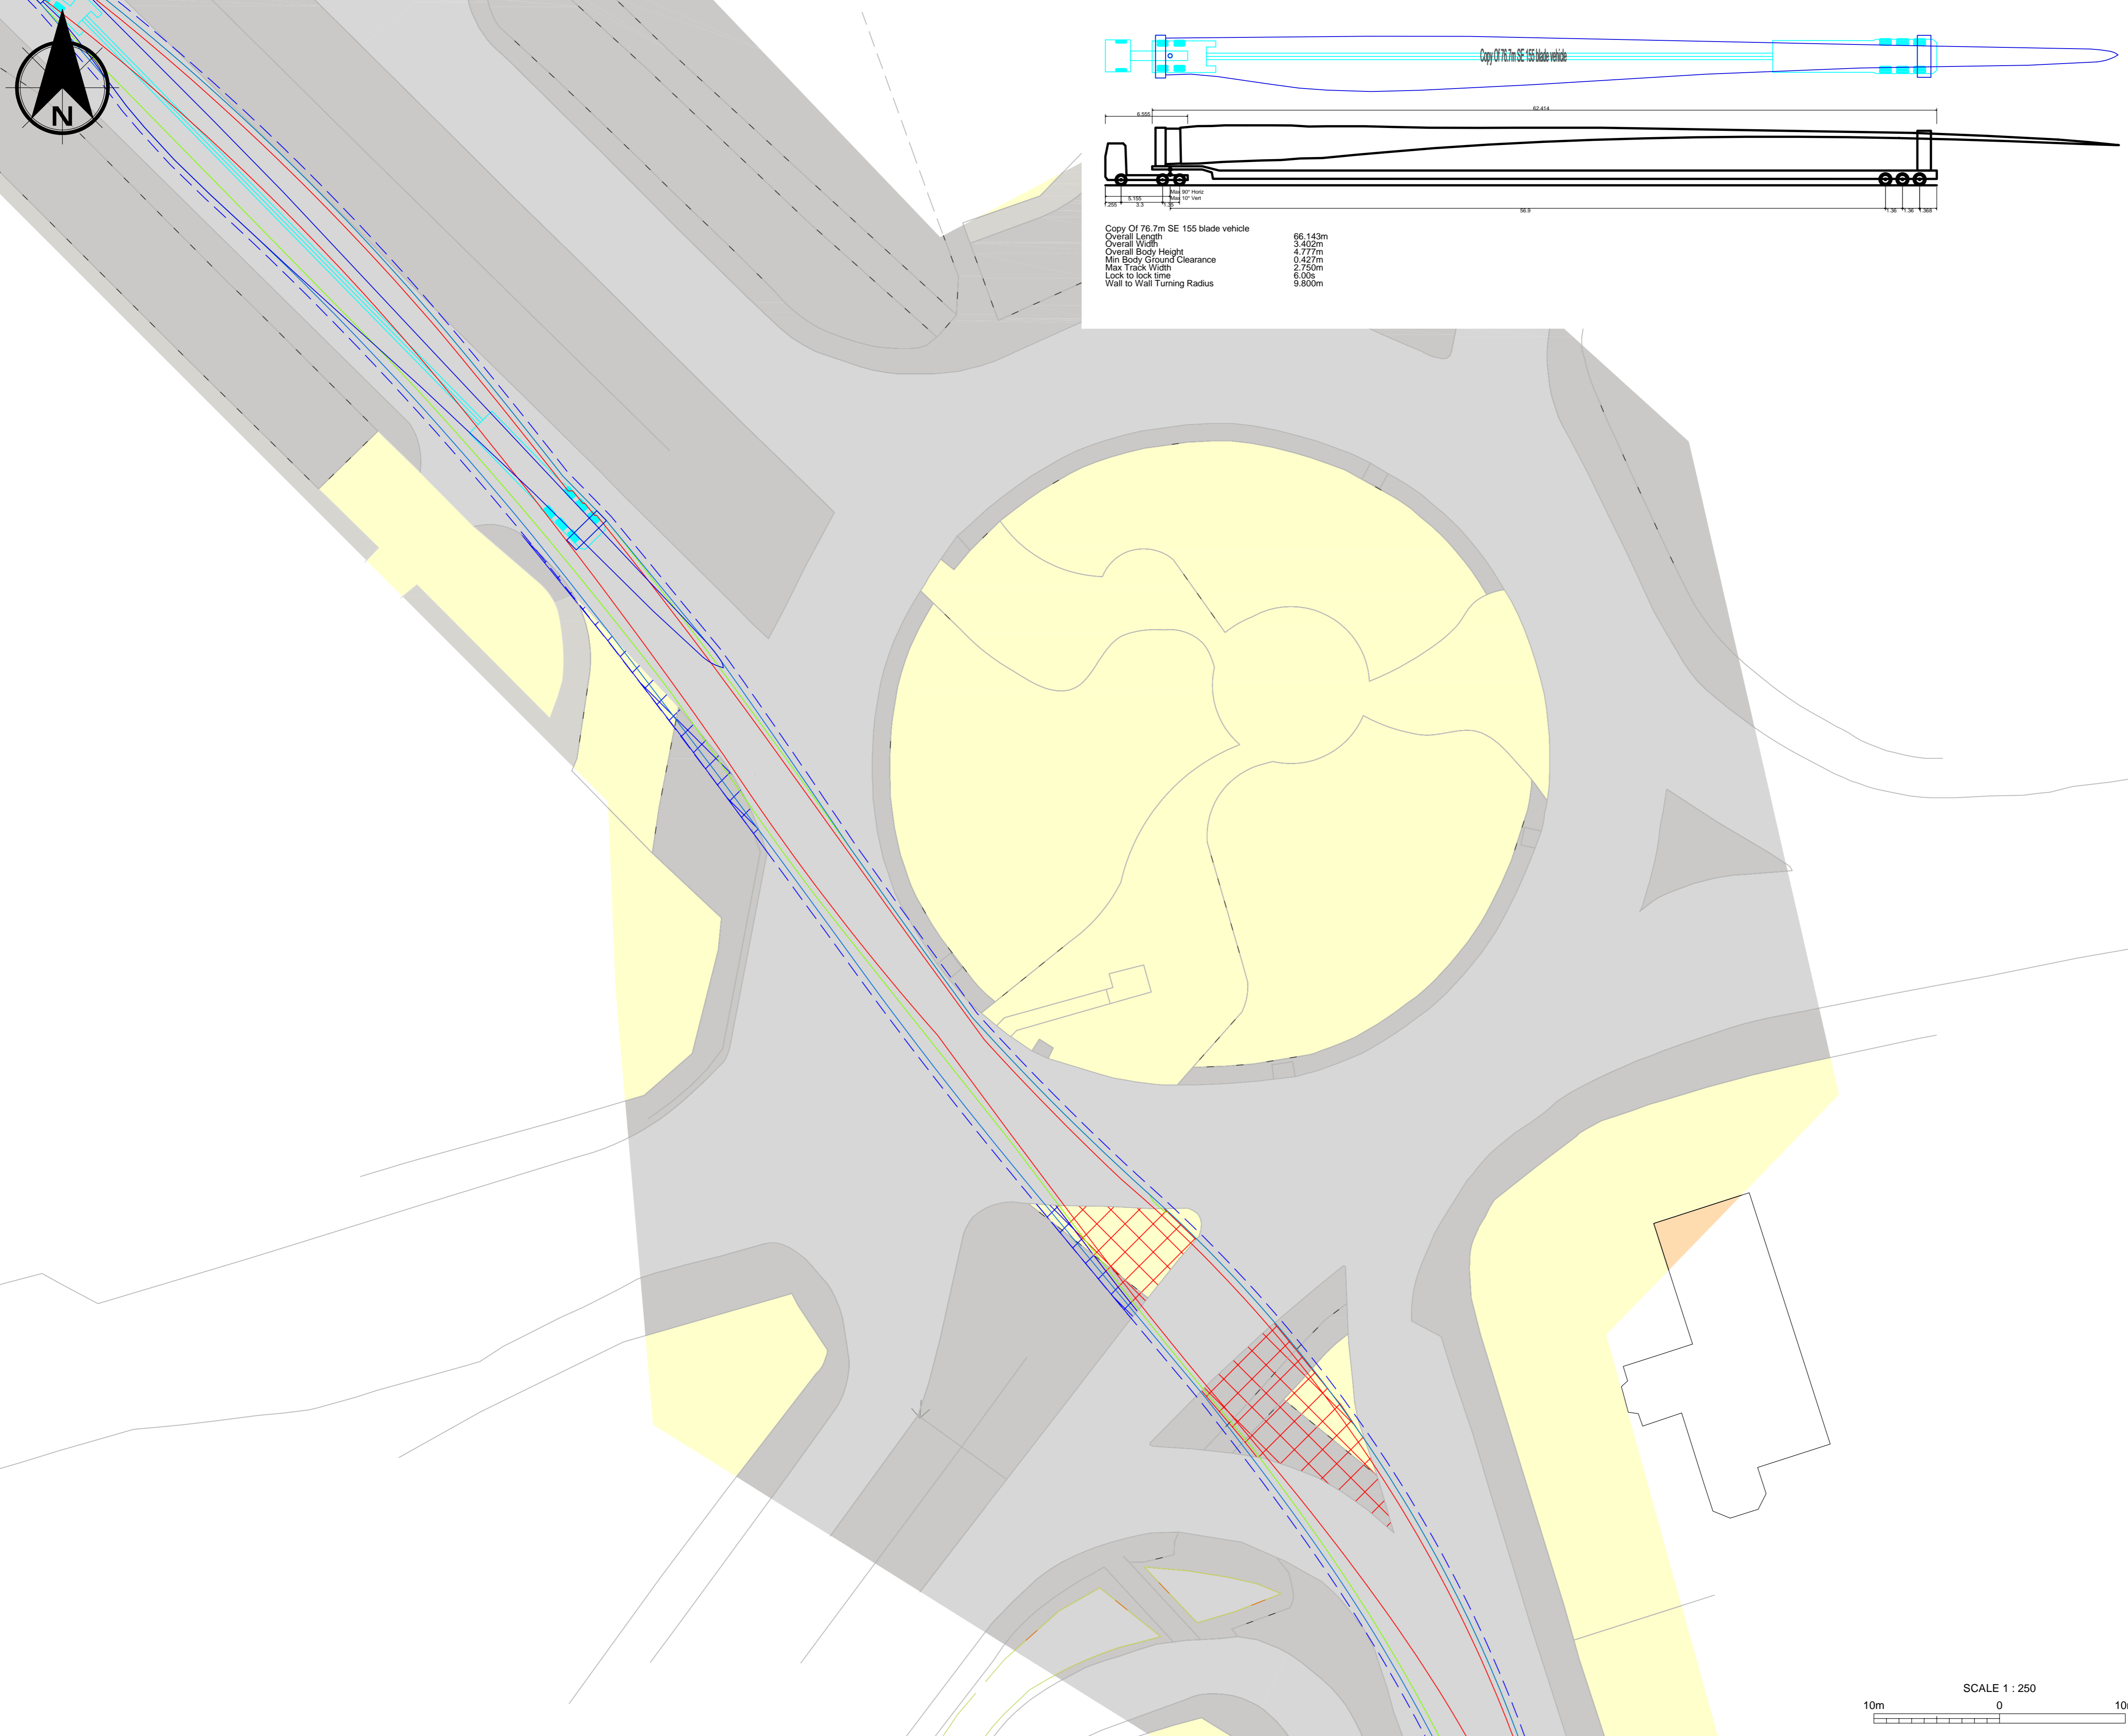 N
Copy Of 76.7m SE 155 blade vehicle
62.414
6.555
Max 90° Horiz
Max 10° Vert
5.155
3.3
56.9
1.36
1.36
1.368
Copy Of 76.7m SE 155 blade vehicle
Overall Length 66.143m
Overall Width 3.402m
Overall Body Height 4.777m
Min Body Ground Clearance 0.427m
Max Track Width 2.750m
Lock to lock time 6.00s
Wall to Wall Turning Radius 9.800m
SCALE 1 : 250
10m 0